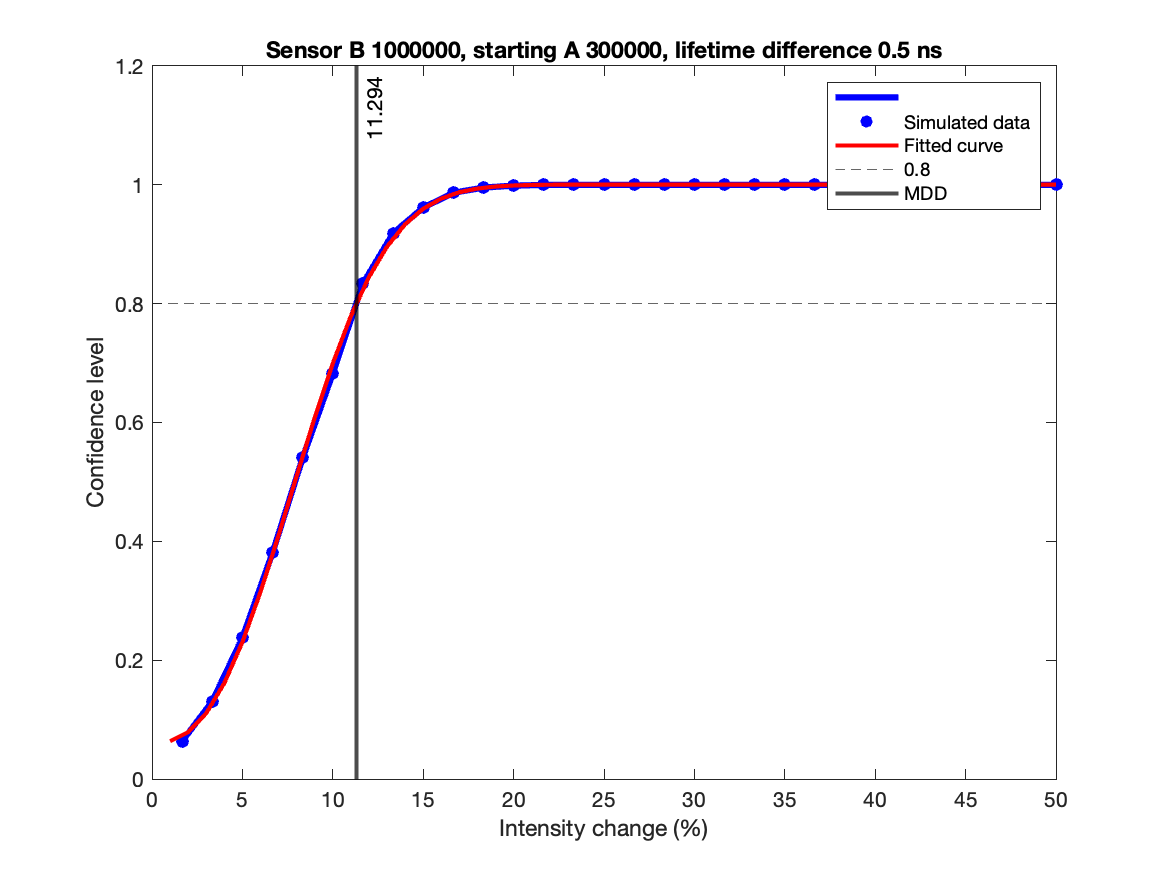 Sensor B 1000000, starting A 300000, lifetime difference 0.5 ns
1.2
1
0.8
0.6
0.4
0.2
0
Confidence level
11.294
Simulated data
Fitted curve
0.8
MDD
0 5 10 15 20 25 30 35 40 45 50
Intensity change (%)